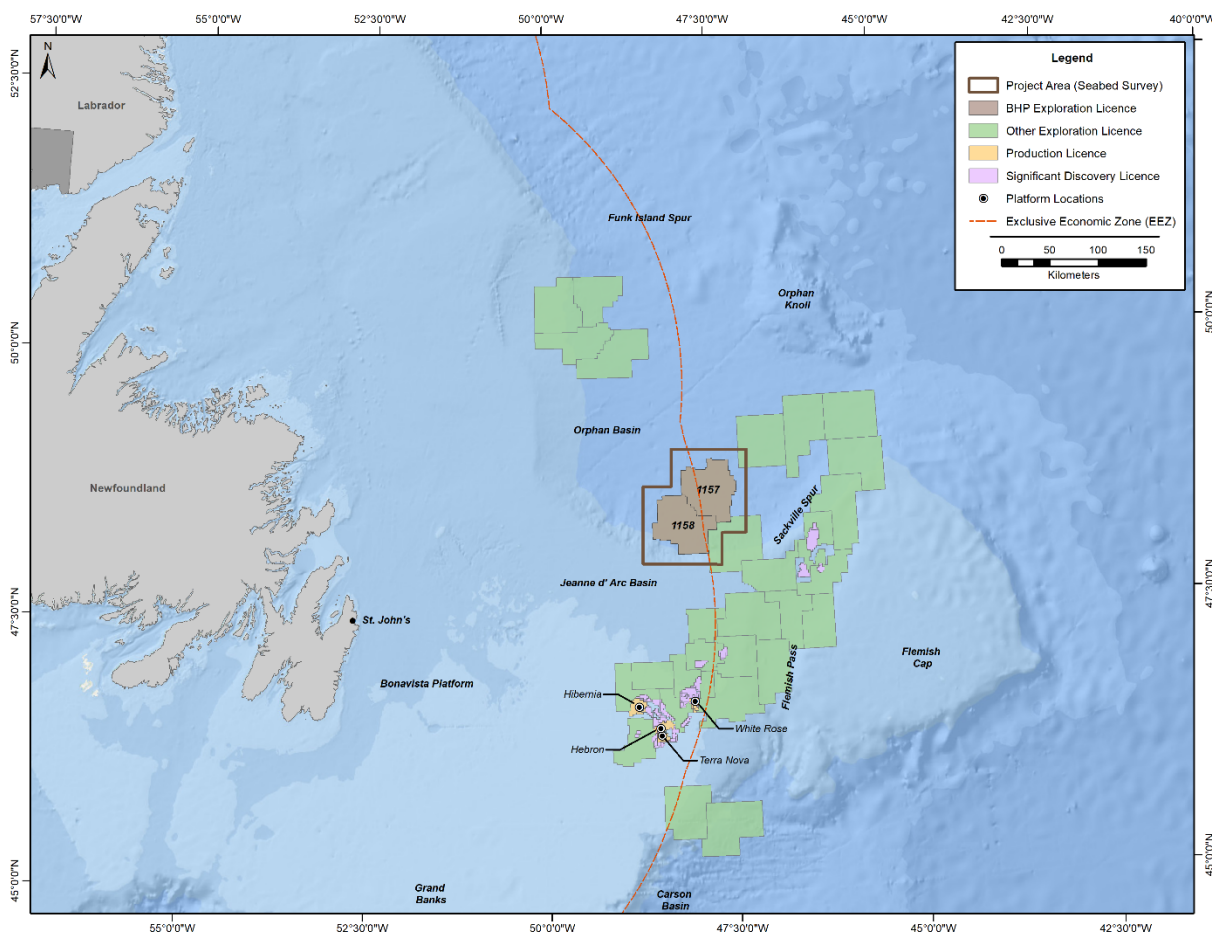 57°30'0"W
55°0'0"W
52°30'0"W
50°0'0"W
47°30'0"W
45°0'0"W
42°30'0"W
40°0'0"W
N
Legend
Project Area (Seabed Survey)
BHP Exploration Licence
Other Exploration Licence
Production Licence
Significant Discovery Licence
Platform Locations
Exclusive Economic Zone (EEZ)
0 50 100 150
Kilometers
52°30'0"N
Labrador
Funk Island Spur
Orphan
Knoll
50°0'0"N
50°0'0"N
Orphan Basin
Newfoundland
1157
1158
Sackville Spur
Jeanne d' Arc Basin
47°30'0"N
47°30'0"N
St. John's
Flemish
Cap
Flemish Pass
Bonavista Platform
Hibernia
White Rose
Hebron
Terra Nova
45°0'0"N
45°0'0"N
Grand
Banks
Carson
Basin
55°0'0"W
52°30'0"W
50°0'0"W
47°30'0"W
45°0'0"W
42°30'0"W